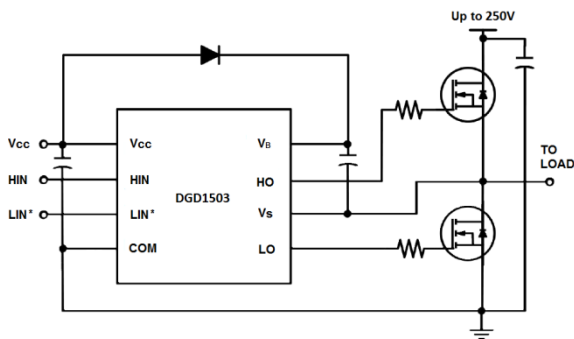 Up to 250V
Vcc
Vcc
VB
HIN
HIN
HO
TO
LOAD
DGD1503
LIN*
LIN*
Vs
COM
LO